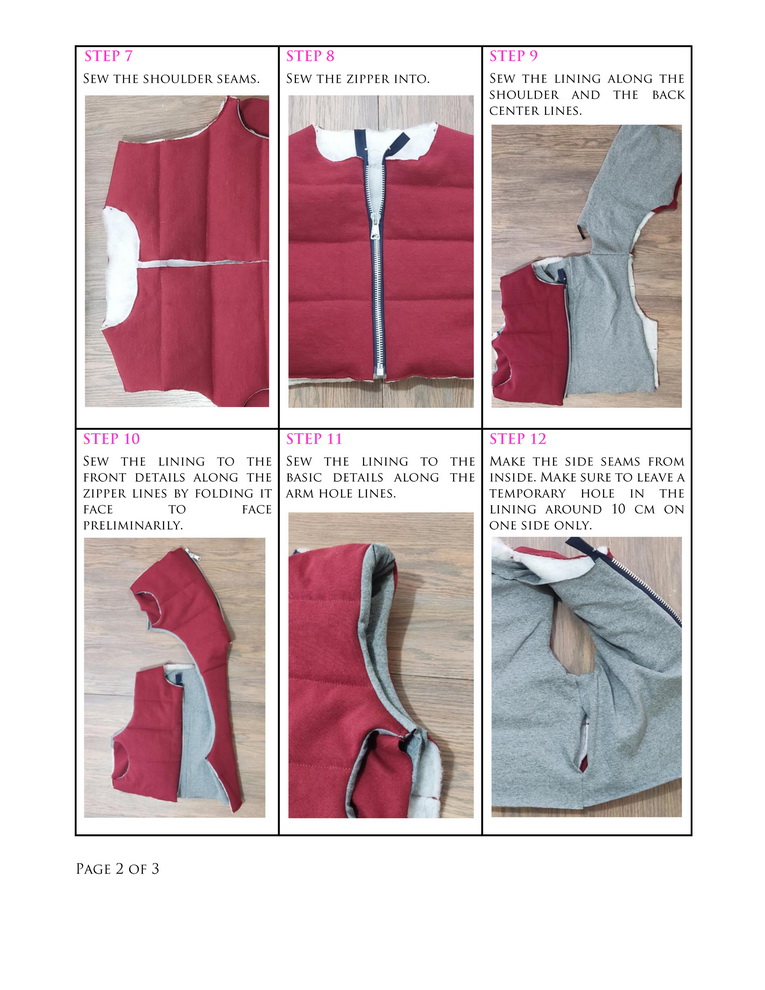 STEP 7
SEW THE SHOULDER SEAMS.
STEP 8
SEW THE ZIPPER INTO.
STEP 9
SEW THE LINING ALONG THE
SHOULDER AND THE BACK
CENTER LINES.
STEP 10
SEW THE LINING TO THE
FRONT DETAILS ALONG THE
ZIPPER LINES BY FOLDING IT
FACE TO FACE
PRELIMINARILY.
STEP 11
SEW THE LINING TO THE
BASIC DETAILS ALONG THE
ARM HOLE LINES.
STEP 12
MAKE THE SIDE SEAMS FROM
INSIDE. MAKE SURE TO LEAVE A
TEMPORARY HOLE IN THE
LINING AROUND 10 CM ON
ONE SIDE ONLY.
PAGE 2 OF 3